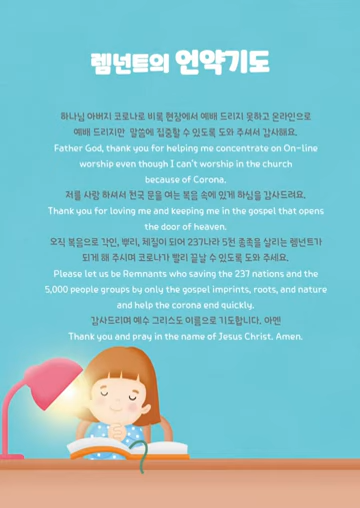 렘넌트의 언약기도
하나님 아버지 코로나로 비록 현장에서 예배 드리지 못하고 온라인으로
예배 드리지만 말씀에 집중할 수 있도록 도와 주셔서 감사해요.
Father God, thank you for helping me concentrate on On-line
worship even though I can't worship in the church
because of Corona.
저를 사랑 하셔서 천국 문을 여는 복음 속에 있게 하심을 감사드려요.
Thank you for loving me and keeping me in the gospel that opens
the door of heaven.
오직 복음으로 각인, 뿌리, 체질이 되어 237나라 5천 종족을 살리는 렘넌트가
되게 해 주시며 코로나가 빨리 끝날 수 있도록 도와 주세요.
Please let us be Remnants who saving the 237 nations and the
5,000 people groups by only the gospel imprints, roots, and nature
and help the corona end quickly.
감사드리며 예수 그리스도 이름으로 기도합니다. 아멘
Thank you and pray in the name of Jesus Christ. Amen.